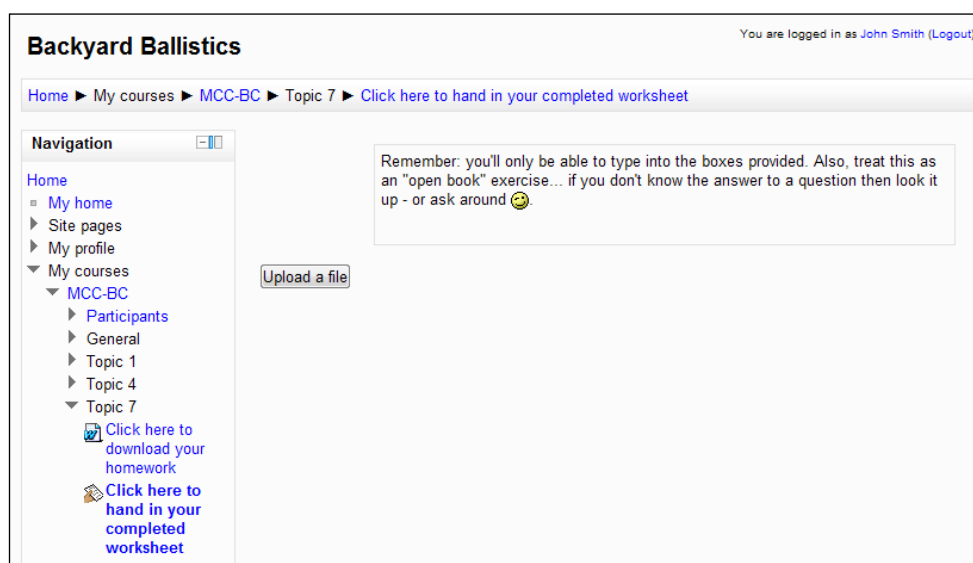 Backyard Ballistics
You are logged in as John Smith (Logout)
Home ► My courses ► MCC-BC ► Topic 7 ► Click here to hand in your completed worksheet
Navigation
Home
My home
Site pages
My profile
My courses
MCC-BC
Participants
General
Topic 1
Topic 4
Topic 7
Click here to
download your
homework
Click here to
hand in your
completed
worksheet
Remember: you'll only be able to type into the boxes provided. Also, treat this as
an "open book" exercise... if you don't know the answer to a question then look it
up - or ask around .
Upload a file